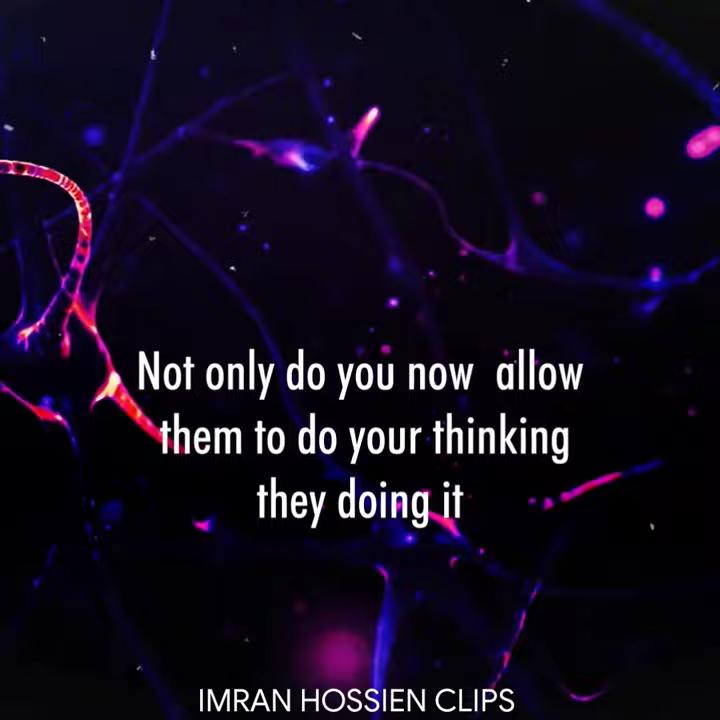 Not only do you now  allow
them to do your thinking
they doing it
IMRAN HOSSIEN CLIPS